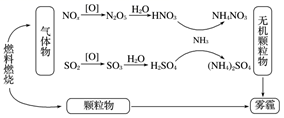 NOₓ [O] N₂O₅ H₂O HNO₃ NH₄NO₃
NH₃
SO₂ [O] SO₃ H₂O H₂SO₄ (NH₄)₂SO₄
气体物
无机颗粒物
燃料燃烧
颗粒物
雾霾